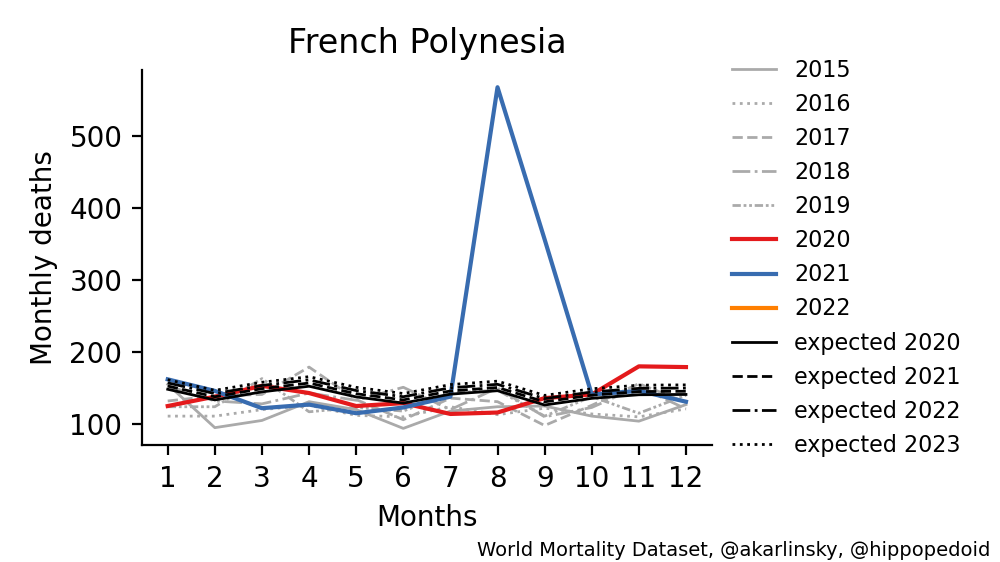 French Polynesia
Monthly deaths
500
400
300
200
100
1 2 3 4 5 6 7 8 9 10 11 12
Months
2015
2016
2017
2018
2019
2020
2021
2022
expected 2020
expected 2021
expected 2022
expected 2023
World Mortality Dataset, @akarlinsky, @hippopedoid